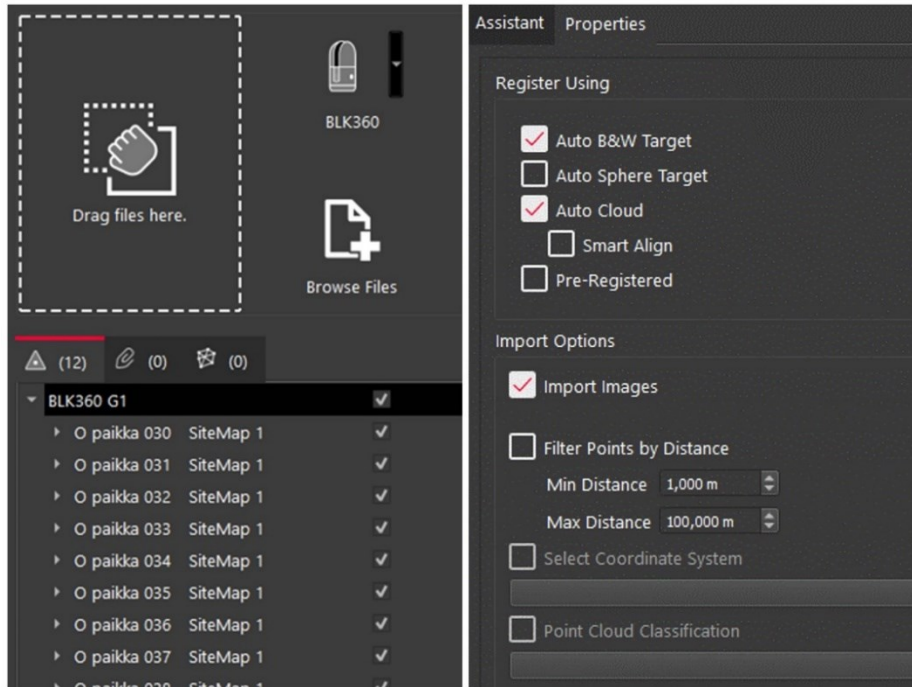 BLK360
Drag files here.
Browse Files
(12) (0) (0)
BLK360 G1
O paikka 030 SiteMap 1
O paikka 031 SiteMap 1
O paikka 032 SiteMap 1
O paikka 033 SiteMap 1
O paikka 034 SiteMap 1
O paikka 035 SiteMap 1
O paikka 036 SiteMap 1
O paikka 037 SiteMap 1
O paikka 038 SiteMap 1
Assistant Properties
Register Using
Auto B&W Target
Auto Sphere Target
Auto Cloud
Smart Align
Pre-Registered
Import Options
Import Images
Filter Points by Distance
Min Distance 1,000 m
Max Distance 100,000 m
Select Coordinate System
Point Cloud Classification